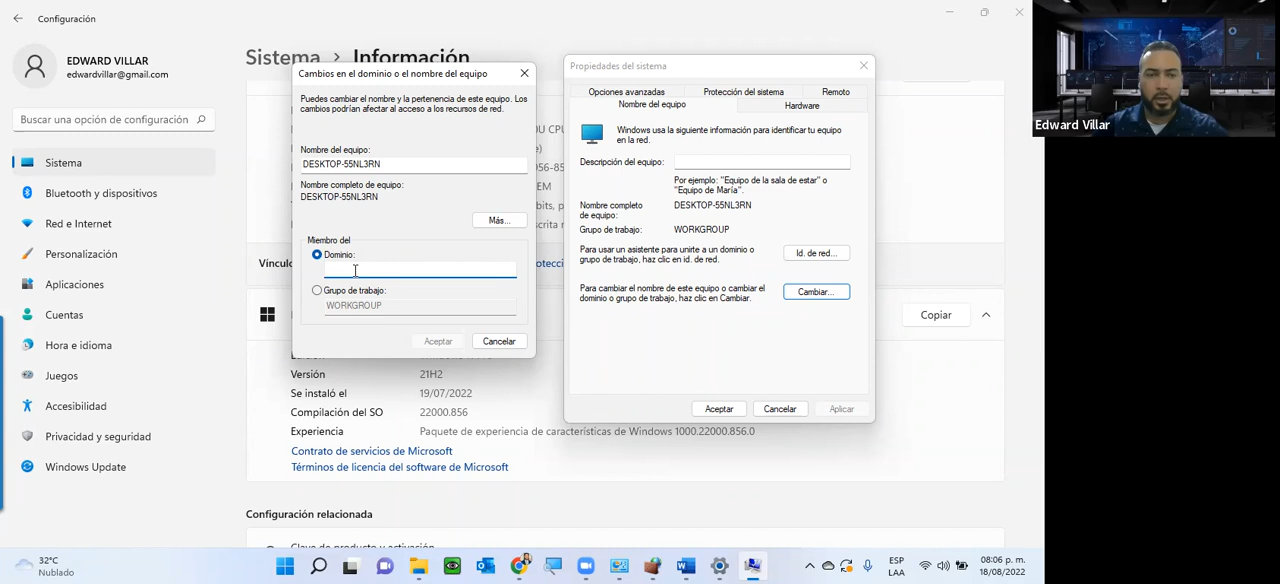 Configuración
EDWARD VILLAR
edwardvillar@gmail.com
Buscar una opción de configuración
Sistema
Bluetooth y dispositivos
Red e Internet
Personalización
Aplicaciones
Cuentas
Hora e idioma
Juegos
Accesibilidad
Privacidad y seguridad
Windows Update
Sistema > Información
Cambios en el dominio o el nombre del equipo
Puedes cambiar el nombre y la pertenencia de este equipo. Los
cambios podrían afectar al acceso a los recursos de red.
Nombre del equipo:
DESKTOP-55NL3RN
Nombre completo de equipo:
DESKTOP-55NL3RN
Más...
Miembro del
Dominio:
Grupo de trabajo:
WORKGROUP
Aceptar
Cancelar
Propiedades del sistema
Opciones avanzadas
Protección del sistema
Remoto
Nombre del equipo
Hardware
Windows usa la siguiente información para identificar tu equipo
en la red.
Descripción del equipo:
Por ejemplo: "Equipo de la sala de estar" o
"Equipo de María".
Nombre completo
de equipo:
DESKTOP-55NL3RN
Grupo de trabajo:
WORKGROUP
Para usar un asistente para unirte a un dominio o
grupo de trabajo, haz clic en id. de red...
Id. de red...
Para cambiar el nombre de este equipo o cambiar el
dominio o grupo de trabajo, haz clic en Cambiar.
Cambiar...
Aceptar
Cancelar
Aplicar
Copiar
Versión 21H2
Se instaló el 19/07/2022
Compilación del SO 22000.856
Experiencia Paquete de experiencia de características de Windows 1000.22000.856.0
Contrato de servicios de Microsoft
Términos de licencia del software de Microsoft
Configuración relacionada
Clave de producto y activación
Edward Villar
32°C
Nublado
ESP
LAA
08:06 p. m.
18/08/2022